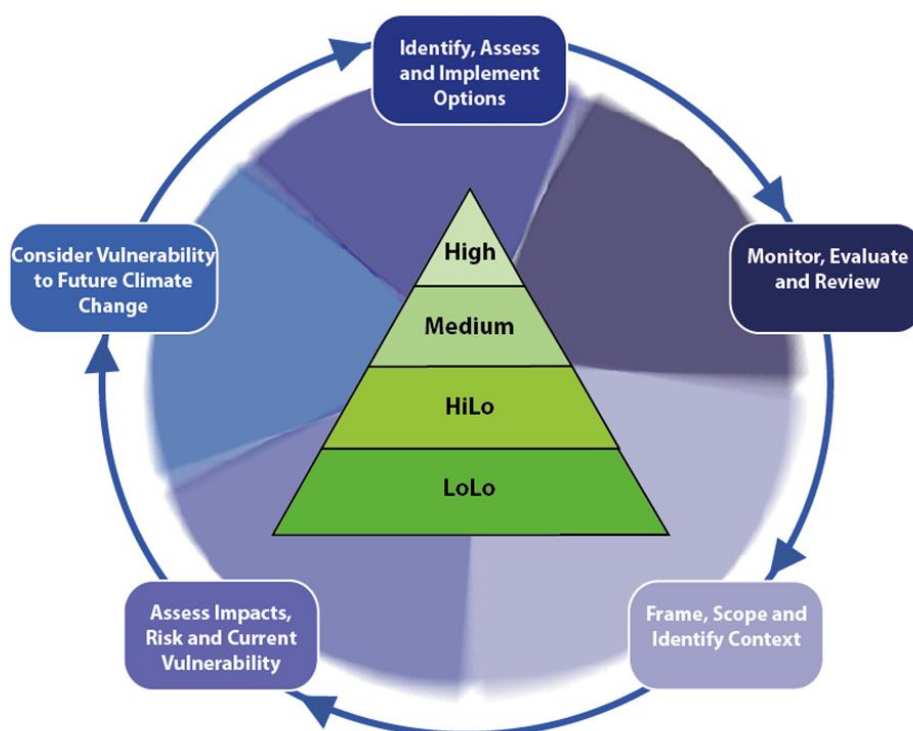 Identify, Assess
and Implement
Options
Monitor, Evaluate
and Review
Frame, Scope and
Identify Context
Assess Impacts,
Risk and Current
Vulnerability
Consider Vulnerability
to Future Climate
Change
High
Medium
HiLo
LoLo